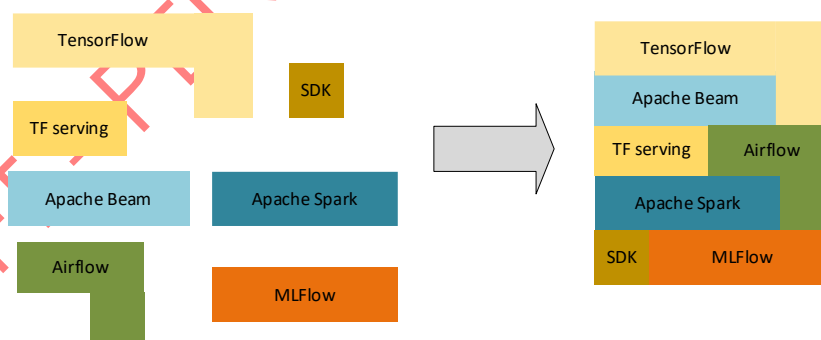 TensorFlow
SDK
TF serving
Apache Beam
Apache Spark
Airflow
MLFlow
TensorFlow
Apache Beam
TF serving
Airflow
Apache Spark
SDK
MLFlow